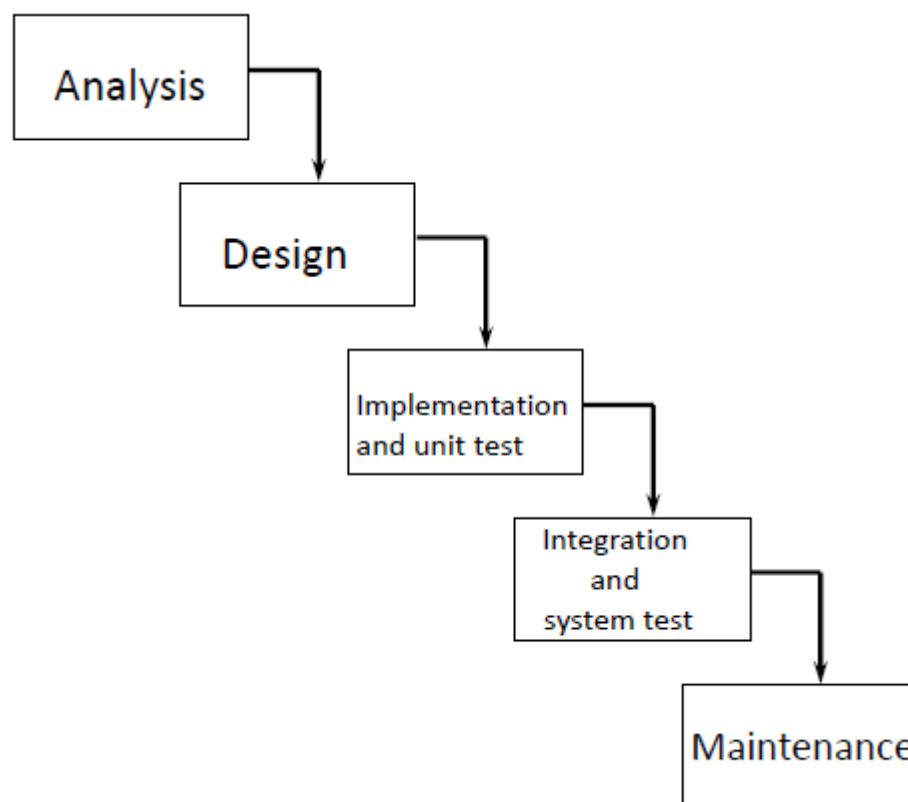 Analysis
Design
Implementation
and unit test
Integration
and
system test
Maintenance